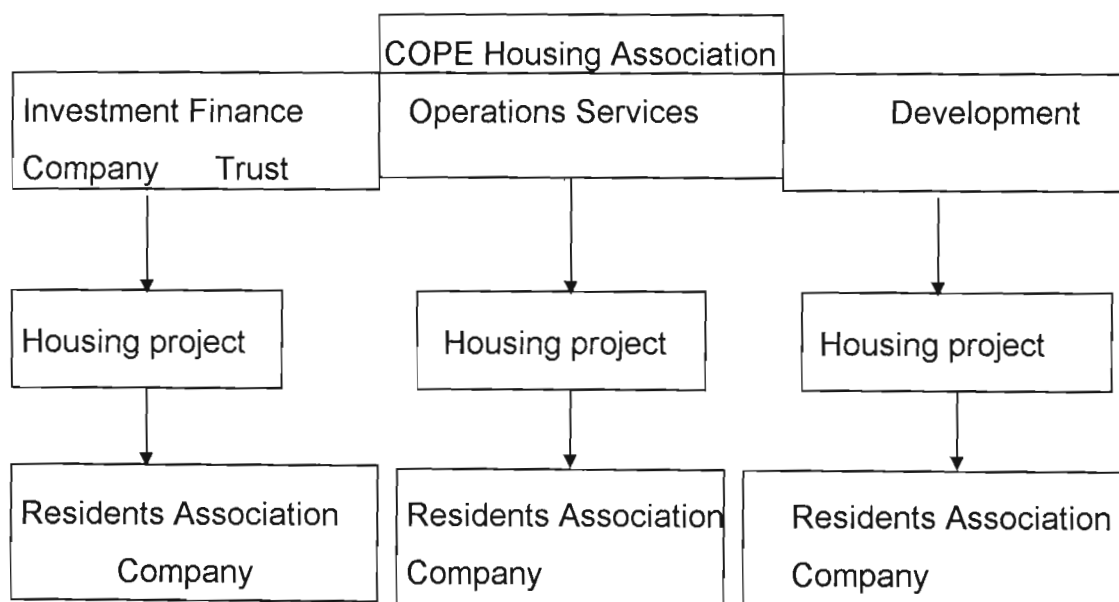 COPE Housing Association
Investment Finance
Company Trust
Operations Services
Development
Housing project
Housing project
Housing project
Residents Association
Company
Residents Association
Company
Residents Association
Company